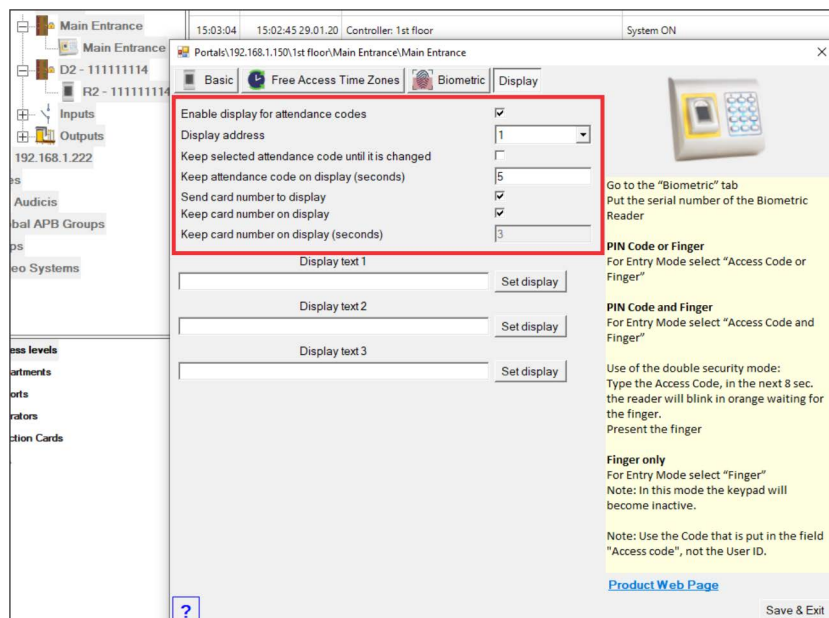 Main Entrance
15:03:04 15:02:45 29.01.20 Controller: 1st floor System ON
Main Entrance
D2 - 111111114
R2 - 111111114
Inputs
Outputs
192.168.1.222
Audicis
APB Groups
Systems
levels
Cards
Portals\192.168.1.150\1st floor\Main Entrance\Main Entrance
Basic Free Access Time Zones Biometric Display
Enable display for attendance codes
Display address 1
Keep selected attendance code until it is changed
Keep attendance code on display (seconds) 5
Send card number to display
Keep card number on display
Keep card number on display (seconds) 3
Display text 1
Set display
Display text 2
Set display
Display text 3
Set display
Go to the “Biometric” tab
Put the serial number of the Biometric
Reader
PIN Code or Finger
For Entry Mode select “Access Code or
Finger”
PIN Code and Finger
For Entry Mode select “Access Code and
Finger”
Use of the double security mode:
Type the Access Code, in the next 8 sec.
the reader will blink in orange waiting for
the finger.
Present the finger
Finger only
For Entry Mode select “Finger”
Note: In this mode the keypad will
become inactive.
Note: Use the Code that is put in the field
"Access code", not the User ID.
Product Web Page
?
Save & Exit